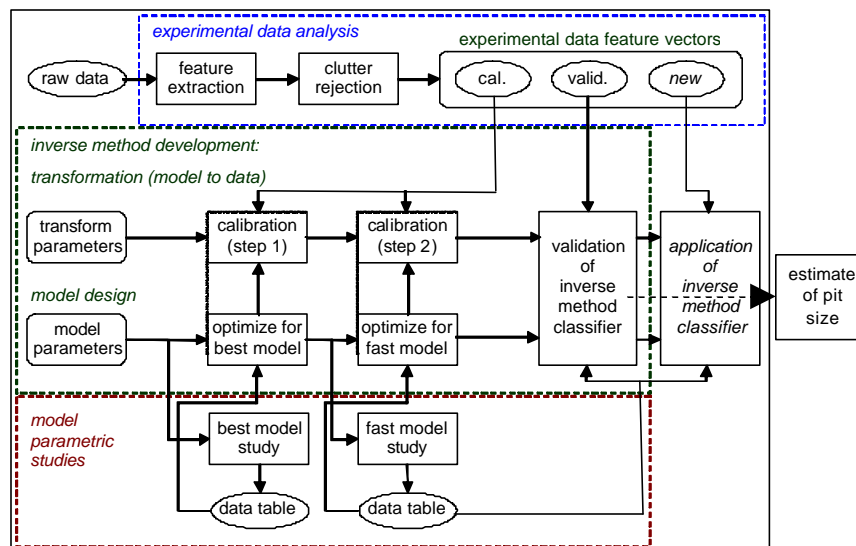 experimental data analysis
experimental data feature vectors
raw data
feature
extraction
clutter
rejection
cal.
valid.
new
inverse method development:
transformation (model to data)
transform
parameters
calibration
(step 1)
calibration
(step 2)
validation
of
inverse
method
classifier
application
of
inverse
method
classifier
estimate
of pit
size
model design
model
parameters
optimize for
best model
optimize for
fast model
model
parametric
studies
best model
study
fast model
study
data table
data table